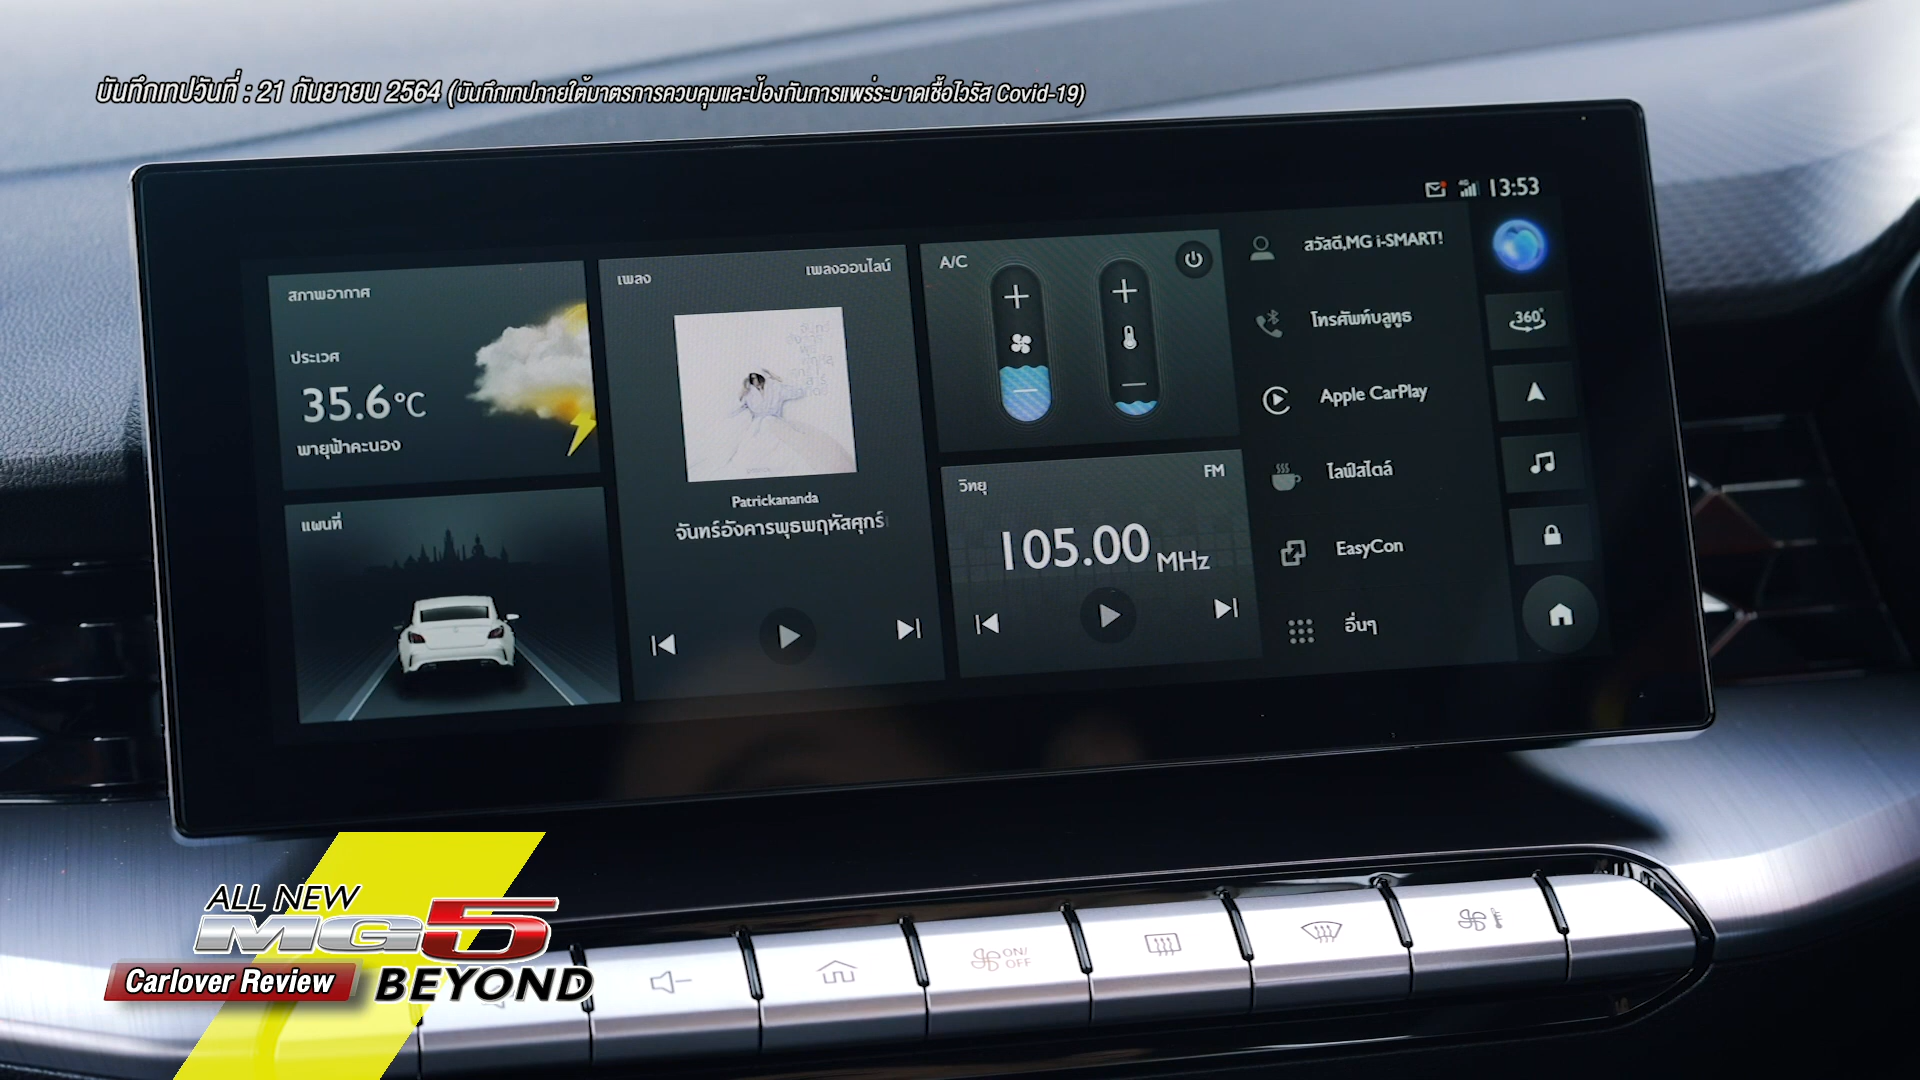 บันทึกเทปวันที่ : 21 กันยายน 2564 (บันทึกเทปภายใต้มาตรการควบคุมและป้องกันการแพร่ระบาดเชื้อไวรัส Covid-19)
4G 13:53
สภาพอากาศ
ประเวศ
35.6°C
พายุฟ้าคะนอง
แผนที่
เพลง เพลงออนไลน์
Patrickananda
จันทร์อังคารพุธพฤหัสศุกร์
A/C
วิทยุ FM
105.00 MHz
สวัสดี,MG i-SMART!
โทรศัพท์บลูทูธ
Apple CarPlay
ไลฟ์สไตล์
EasyCon
อื่นๆ
360°
ON/
OFF
ALL NEW
MG5
Carlover Review BEYOND